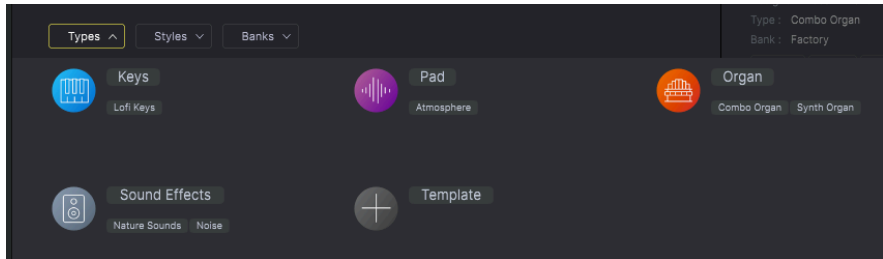 Types Styles Banks
Type : Combo Organ
Bank : Factory
Keys
Lofi Keys
Pad
Atmosphere
Organ
Combo Organ Synth Organ
Sound Effects
Nature Sounds Noise
Template